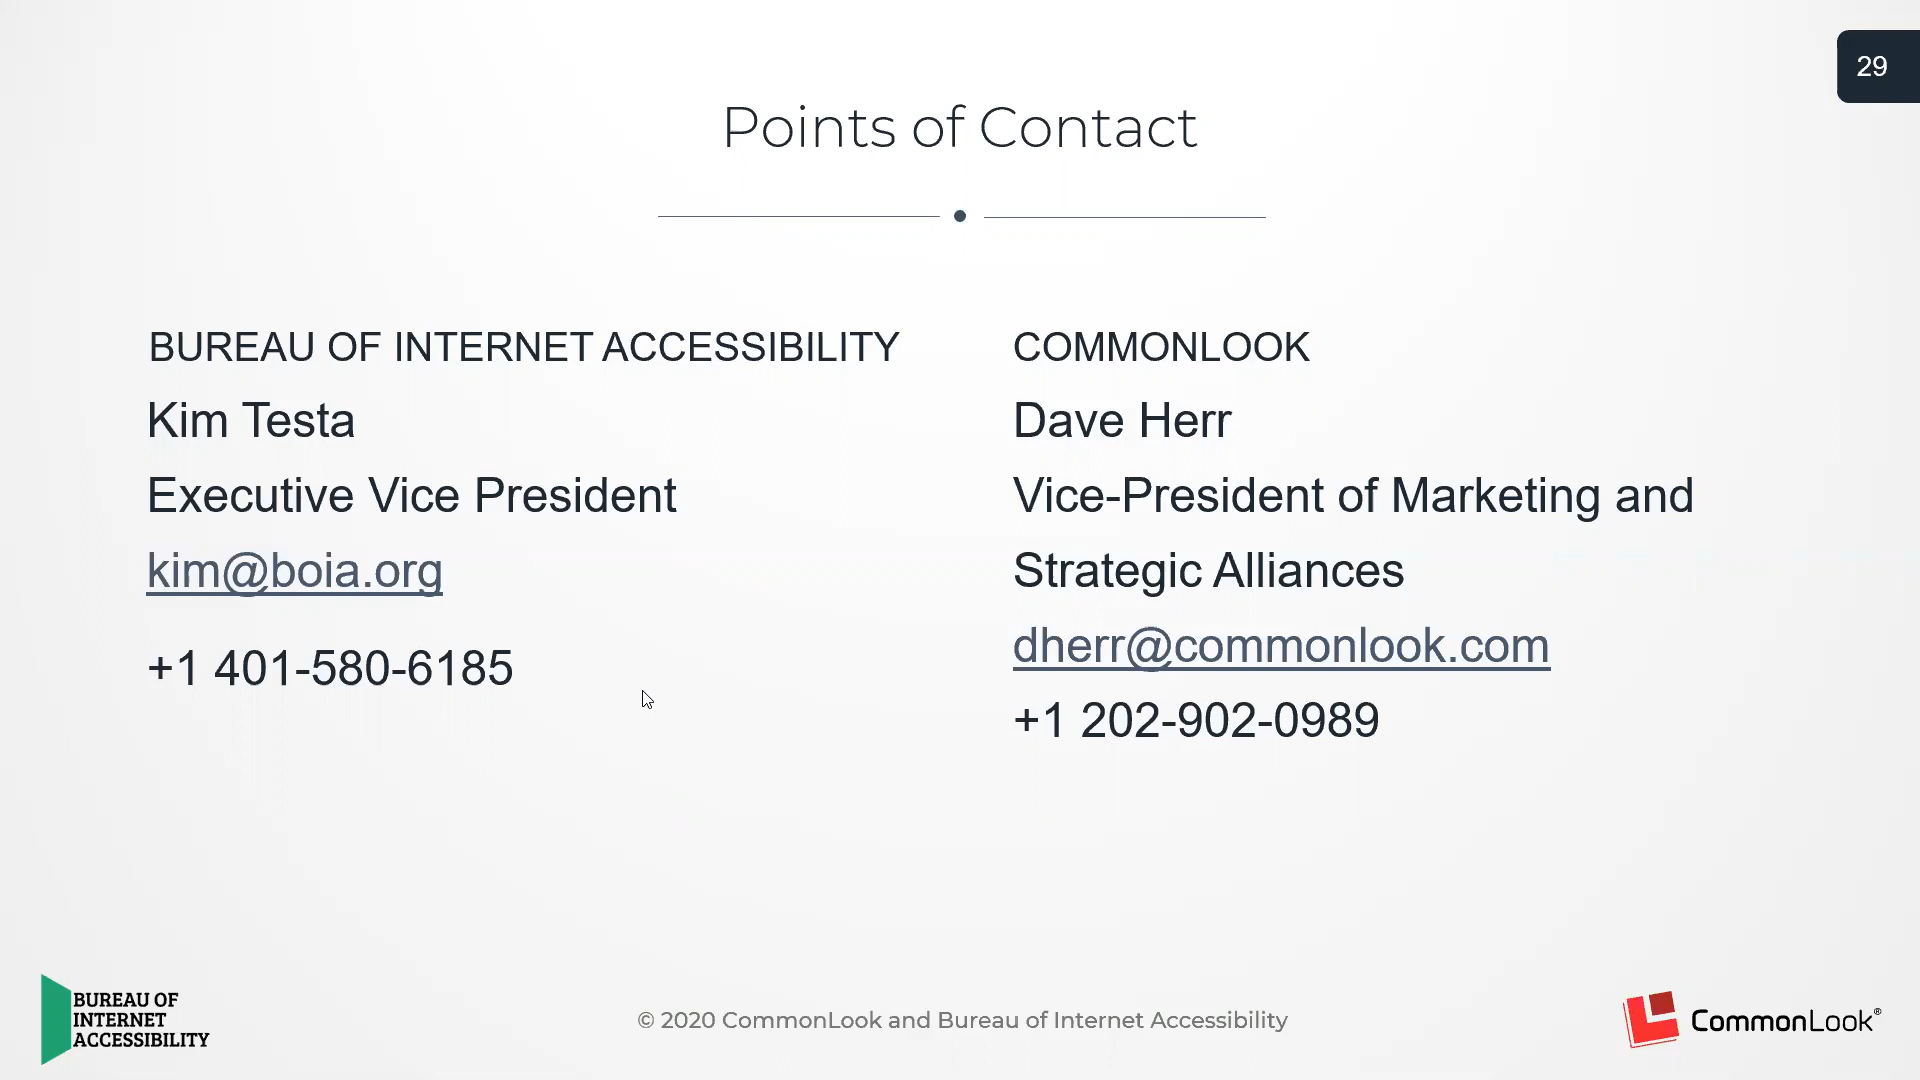 29
Points of Contact
BUREAU OF INTERNET ACCESSIBILITY
Kim Testa
Executive Vice President
kim@boia.org
+1 401-580-6185
COMMONLOOK
Dave Herr
Vice-President of Marketing and
Strategic Alliances
dherr@commonlook.com
+1 202-902-0989
BUREAU OF
INTERNET
ACCESSIBILITY
© 2020 CommonLook and Bureau of Internet Accessibility
CommonLook®